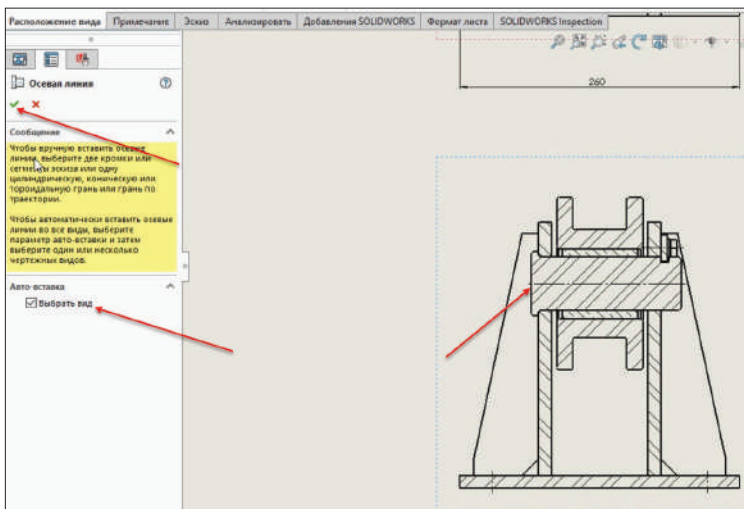 Расположение вида Примечание Эскиз Анализировать Добавления SOLIDWORKS Формат листа SOLIDWORKS Inspection
260
Осевая линия
Сообщение
Чтобы вручную вставить осевые
линии, выберите две кромки или
сегменты эскиза или одну
цилиндрическую, коническую или
тороидальную грань или грань по
траектории.
Чтобы автоматически вставить осевые
линии во все виды, выберите
параметр авто-вставки и затем
выберите один или несколько
чертежных видов.
Авто-вставка
Выбрать вид